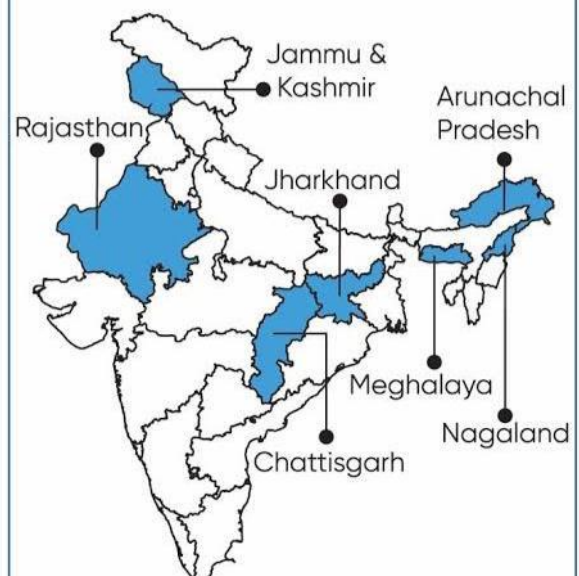 Jammu &
Kashmir
Arunachal
Pradesh
Rajasthan
Jharkhand
Meghalaya
Nagaland
Chattisgarh